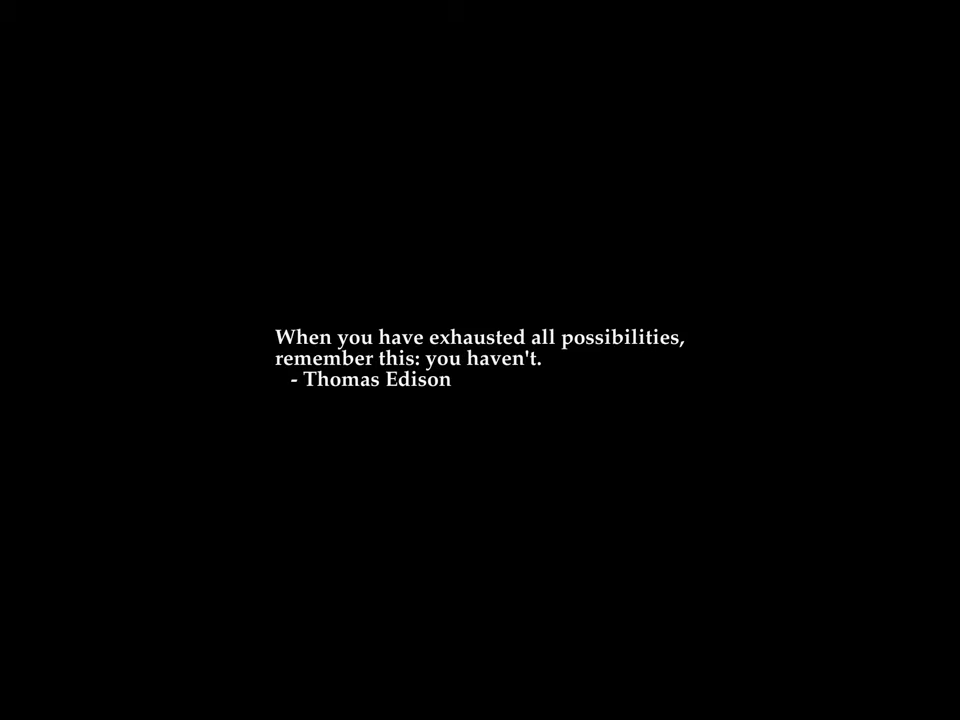 When you have exhausted all possibilities,
remember this: you haven't.
- Thomas Edison